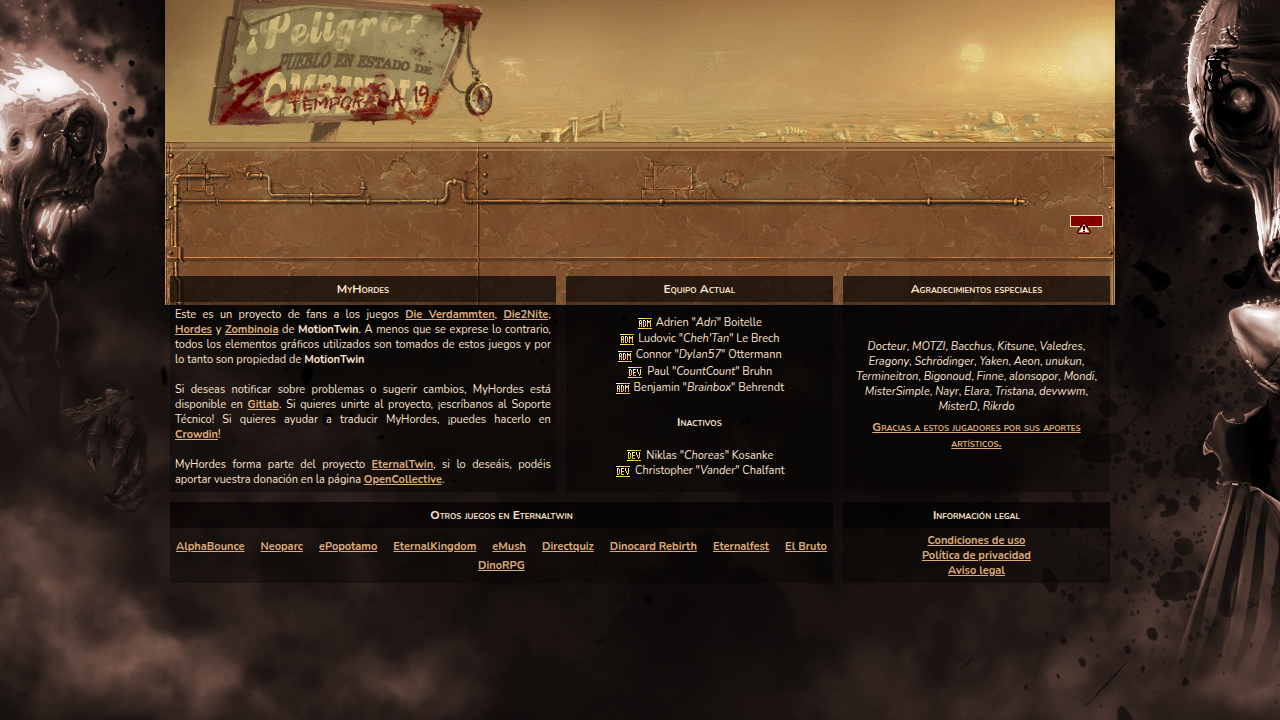 ¡Peligro!
PUEBLO EN ESTADO DE
ZOMBINOIA
TEMPORADA 19
MyHordes
Este es un proyecto de fans a los juegos Die Verdammten, Die2Nite,
Hordes y Zombinoia de MotionTwin. A menos que se exprese lo contrario,
todos los elementos gráficos utilizados son tomados de estos juegos y por
lo tanto son propiedad de MotionTwin
Si deseas notificar sobre problemas o sugerir cambios, MyHordes está
disponible en Gitlab. Si quieres unirte al proyecto, ¡escríbanos al Soporte
Técnico! Si quieres ayudar a traducir MyHordes, ¡puedes hacerlo en
Crowdin!
MyHordes forma parte del proyecto EternalTwin, si lo deseáis, podéis
aportar vuestra donación en la página OpenCollective.
Equipo Actual
ADM Adrien "Adri" Boitelle
ADM Ludovic "Cheh'Tan" Le Brech
ADM Connor "Dylan57" Ottermann
DEV Paul "CountCount" Bruhn
ADM Benjamin "Brainbox" Behrendt
Inactivos
DEV Niklas "Choreas" Kosanke
DEV Christopher "Vander" Chalfant
Agradecimientos especiales
Docteur, MOTZI, Bacchus, Kitsune, Valedres,
Eragony, Schrödinger, Yaken, Aeon, unukun,
Termineitron, Bigonoud, Finne, alonsopor, Mondi,
MisterSimple, Nayr, Elara, Tristana, devwwm,
MisterD, Rikrdo
Gracias a estos jugadores por sus aportes
artísticos.
Otros juegos en Eternaltwin
AlphaBounce Neoparc ePopotamo EternalKingdom eMush Directquiz Dinocard Rebirth Eternalfest El Bruto
DinoRPG
Información legal
Condiciones de uso
Política de privacidad
Aviso legal